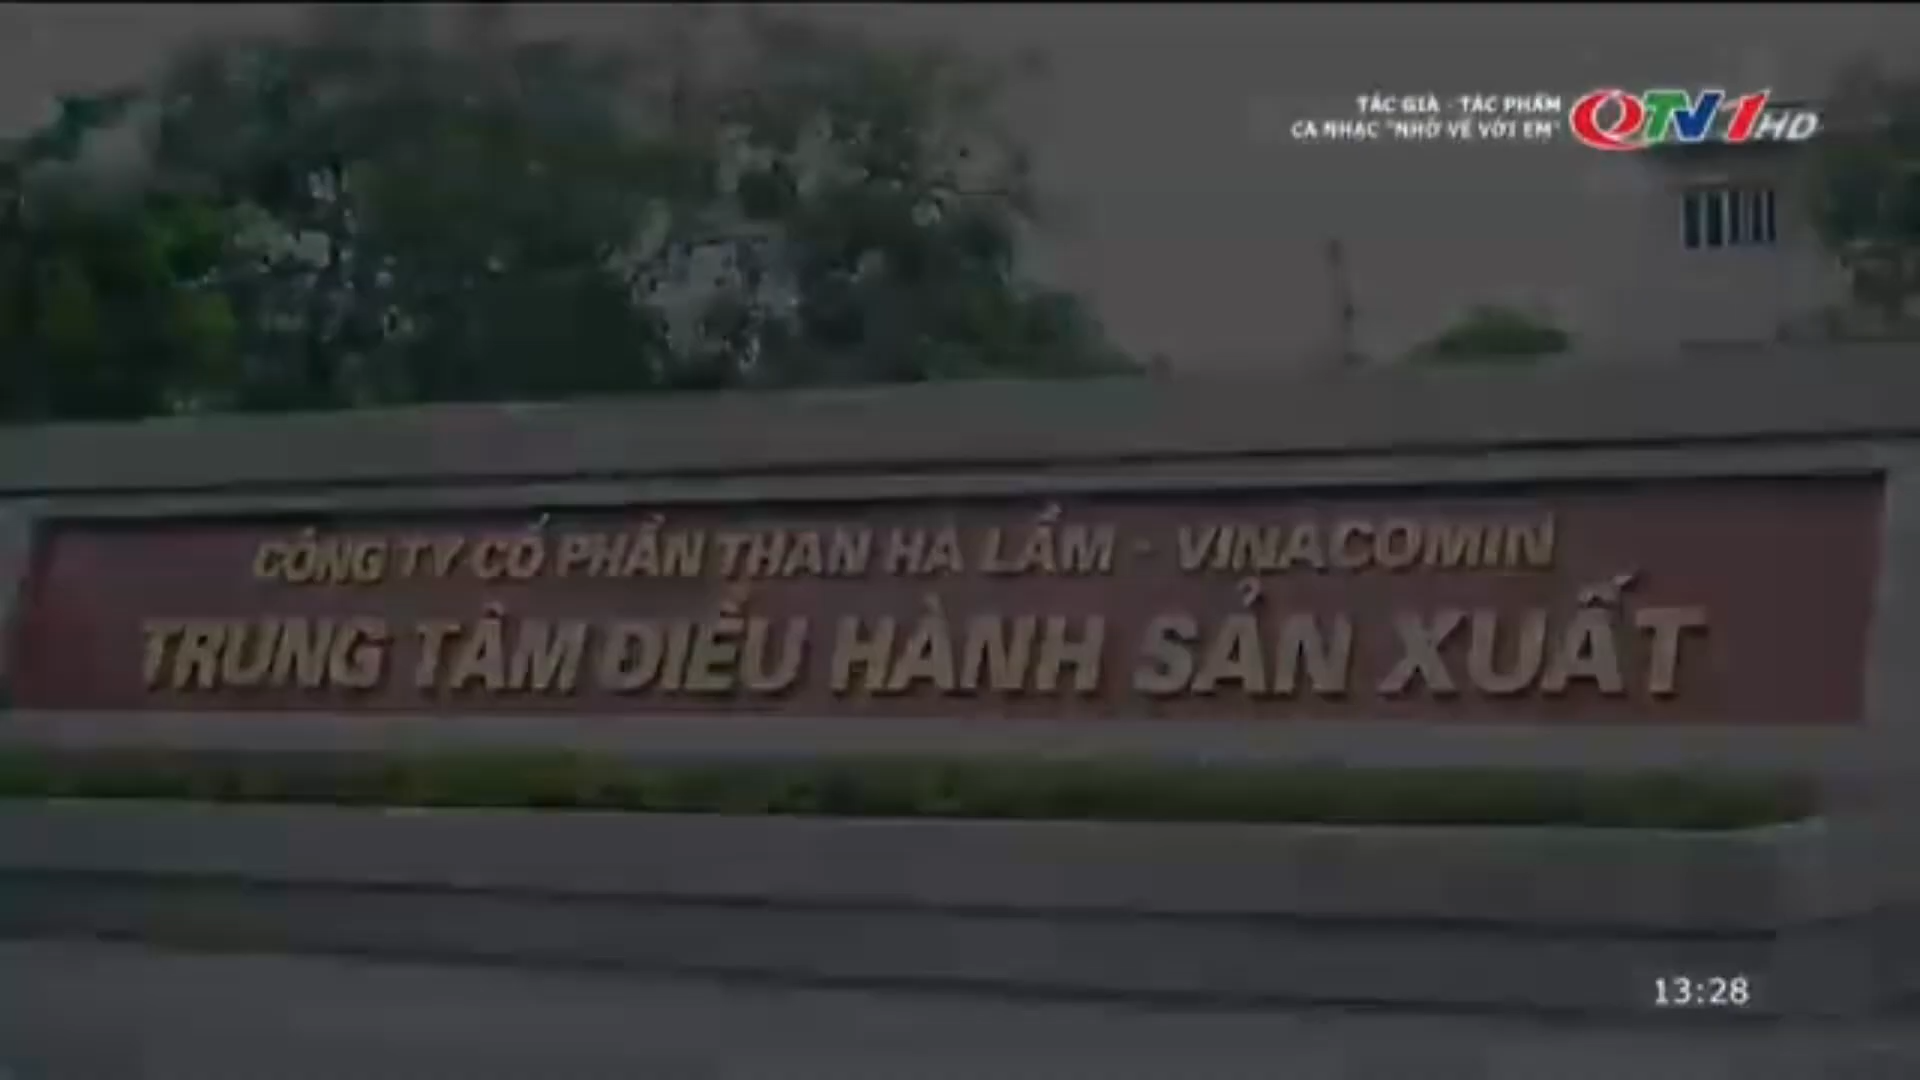 TÁC GIẢ - TÁC PHẨM
CA NHẠC "NHỚ VỀ VỚI EM"
QTV1HD
CÔNG TY CỔ PHẦN THAN HÀ LẦM - VINACOMIN
TRUNG TÂM ĐIỀU HÀNH SẢN XUẤT
13:28